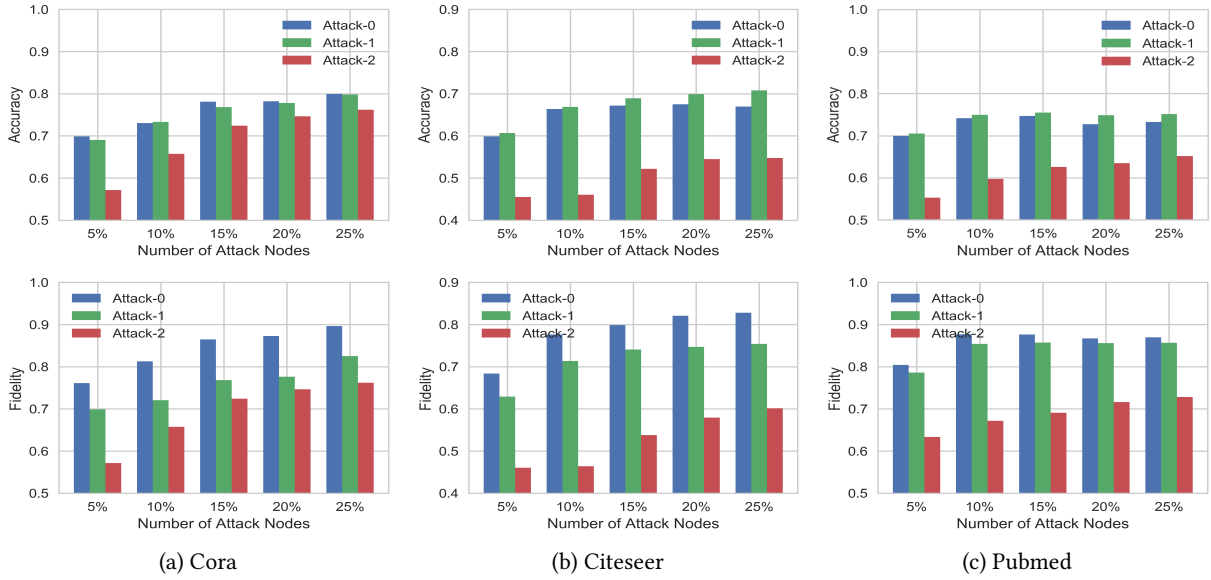 1.0
0.9
0.8
0.7
0.6
0.5
Accuracy
Attack-0
Attack-1
Attack-2
5% 10% 15% 20% 25%
Number of Attack Nodes
0.9
0.8
0.7
0.6
0.5
0.4
Accuracy
Attack-0
Attack-1
Attack-2
5% 10% 15% 20% 25%
Number of Attack Nodes
1.0
0.9
0.8
0.7
0.6
0.5
Accuracy
Attack-0
Attack-1
Attack-2
5% 10% 15% 20% 25%
Number of Attack Nodes
1.0
0.9
0.8
0.7
0.6
0.5
Fidelity
Attack-0
Attack-1
Attack-2
5% 10% 15% 20% 25%
Number of Attack Nodes
0.9
0.8
0.7
0.6
0.5
0.4
Fidelity
Attack-0
Attack-1
Attack-2
5% 10% 15% 20% 25%
Number of Attack Nodes
1.0
0.9
0.8
0.7
0.6
0.5
Fidelity
Attack-0
Attack-1
Attack-2
5% 10% 15% 20% 25%
Number of Attack Nodes
(a) Cora
(b) Citeseer
(c) Pubmed